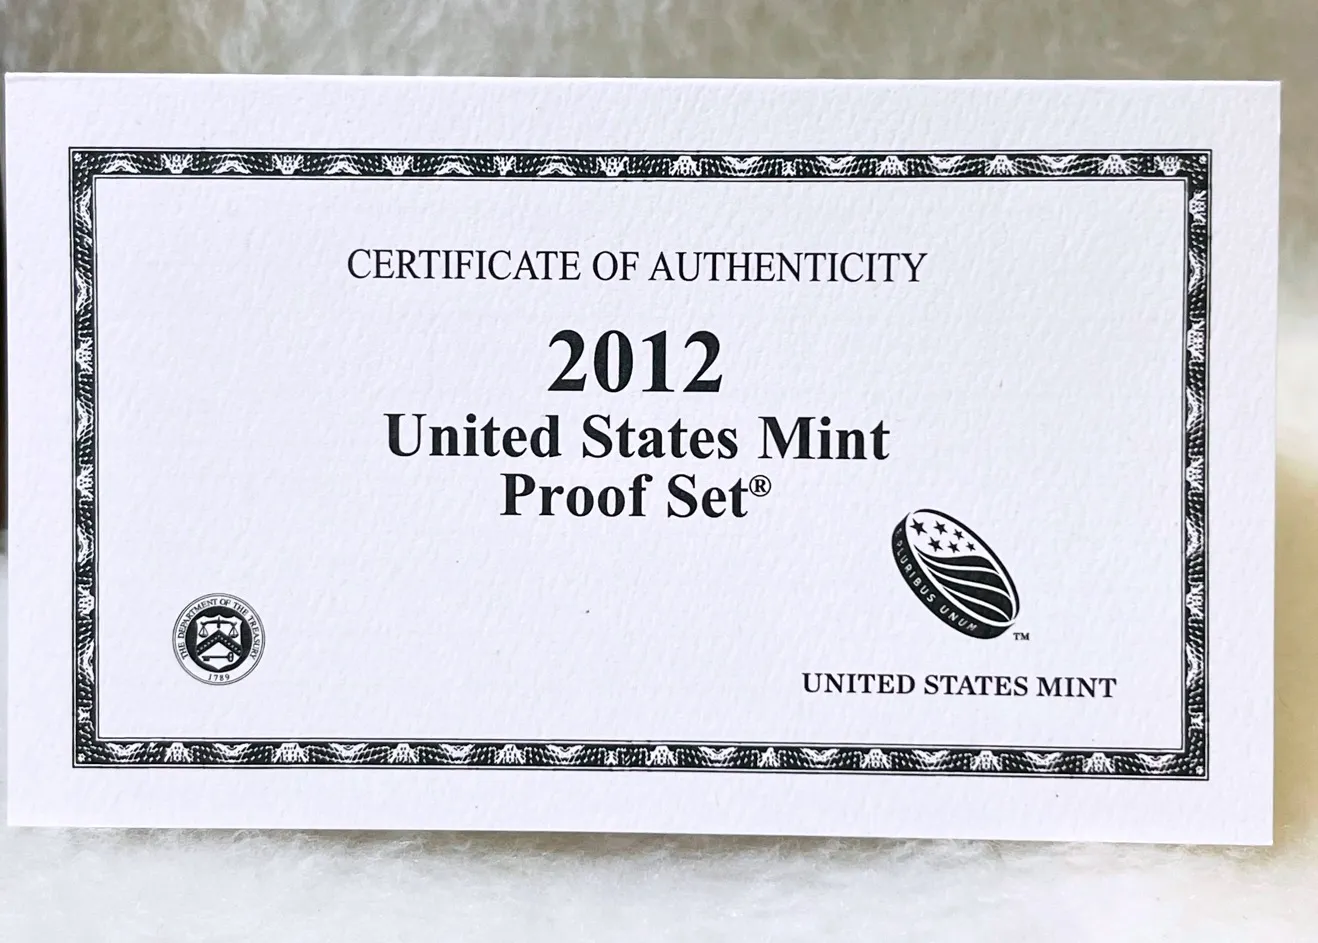 CERTIFICATE OF AUTHENTICITY
2012
United States Mint
Proof Set®
PLURIBUS UNUM
™
THE DEPARTMENT OF THE TREASURY
1789
UNITED STATES MINT